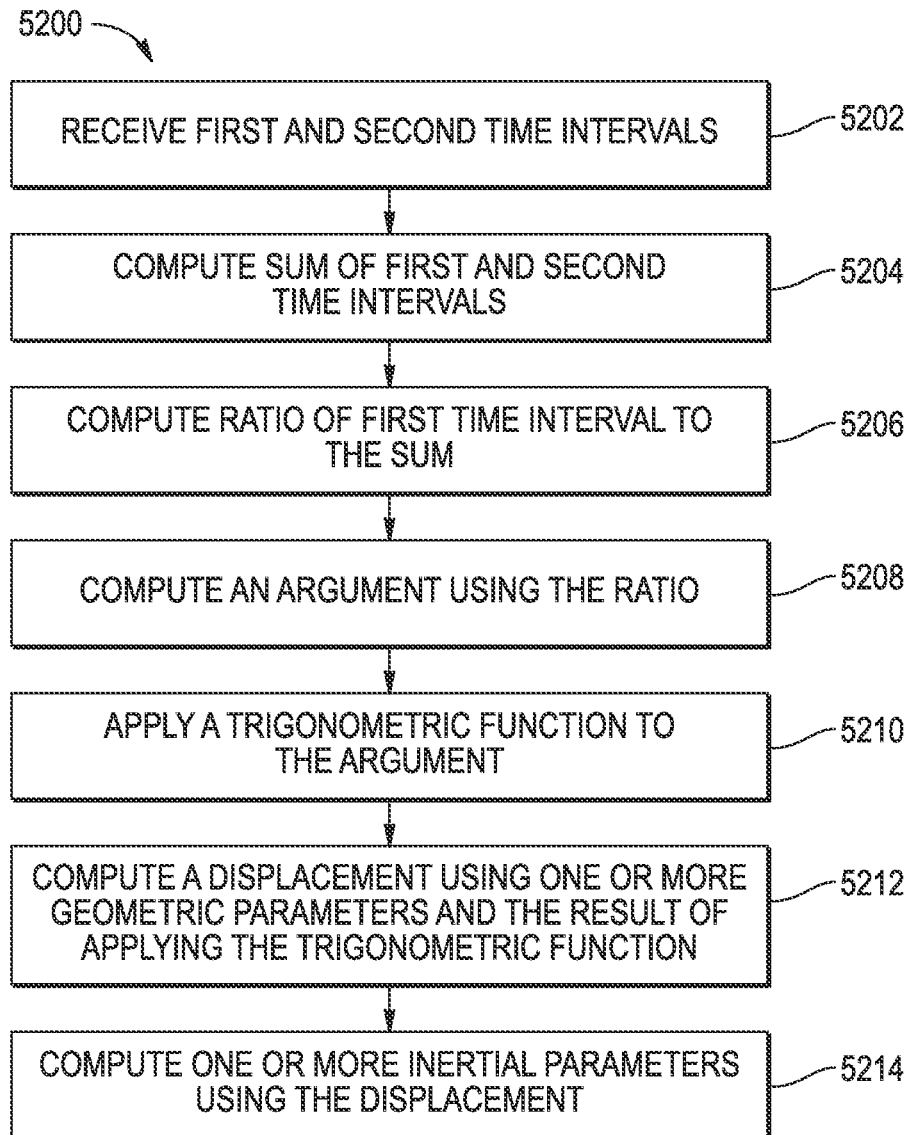 5200
RECEIVE FIRST AND SECOND TIME INTERVALS
5202
COMPUTE SUM OF FIRST AND SECOND
TIME INTERVALS
5204
COMPUTE RATIO OF FIRST TIME INTERVAL TO
THE SUM
5206
COMPUTE AN ARGUMENT USING THE RATIO
5208
APPLY A TRIGONOMETRIC FUNCTION TO
THE ARGUMENT
5210
COMPUTE A DISPLACEMENT USING ONE OR MORE
GEOMETRIC PARAMETERS AND THE RESULT OF
APPLYING THE TRIGONOMETRIC FUNCTION
5212
COMPUTE ONE OR MORE INERTIAL PARAMETERS
USING THE DISPLACEMENT
5214